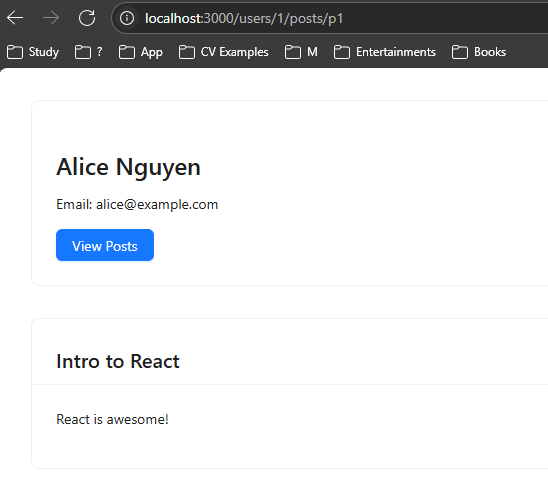 localhost:3000/users/1/posts/p1
Study ? App CV Examples M Entertainments Books
Alice Nguyen
Email: alice@example.com
View Posts
Intro to React
React is awesome!